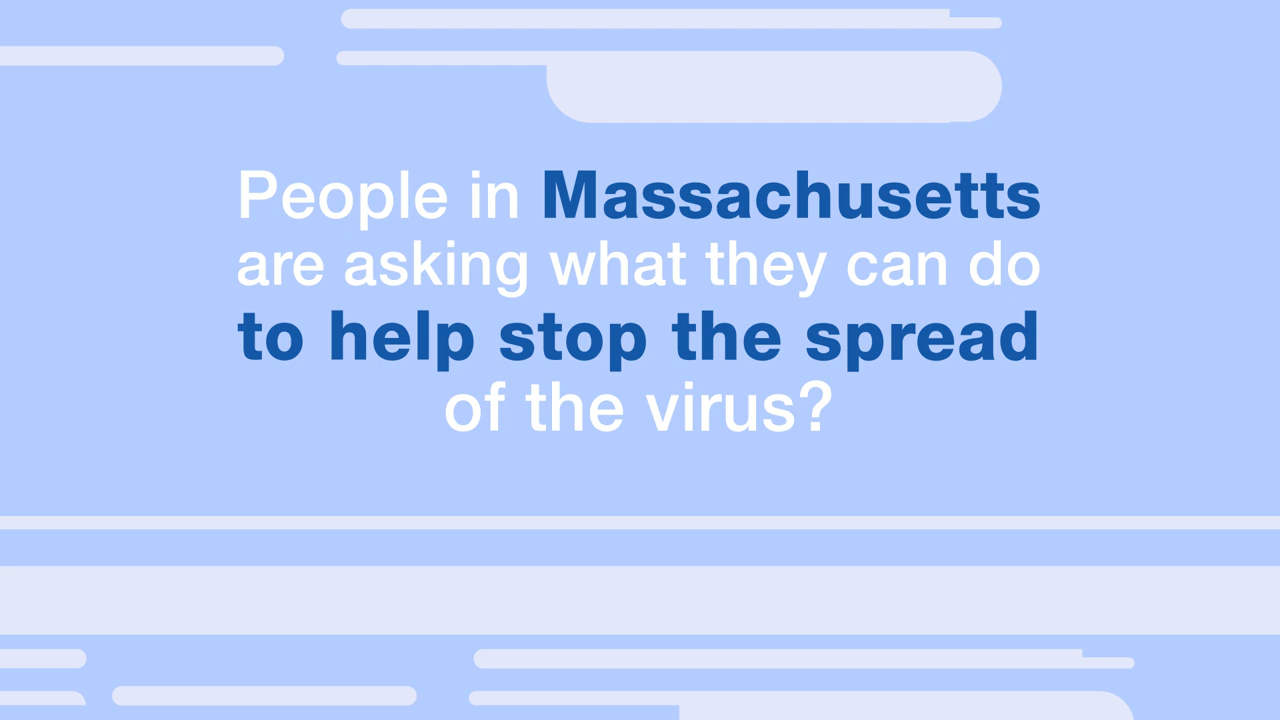 People in Massachusetts
are asking what they can do
to help stop the spread
of the virus?